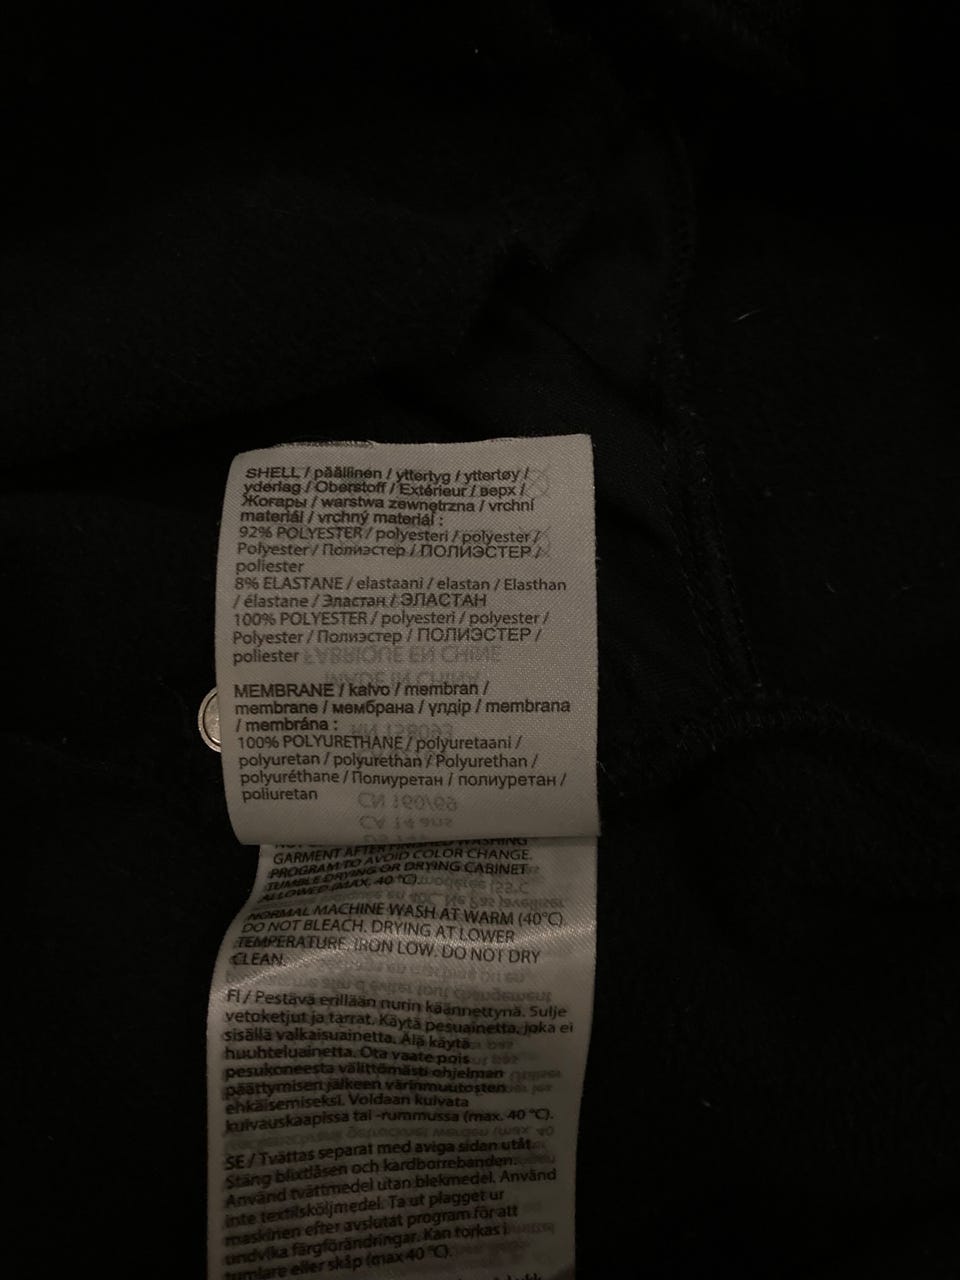 SHELL / päällinen / yttertyg / yttertøy /
yderlag / Oberstoff / Extérieur / верх /
Жоғары / warstwa zewnętrzna / vrchní
materiál / vrchný materiál :
92% POLYESTER / polyesteri / polyester /
Polyester / Полиэстер / ПОЛИЭСТЕР /
poliester
8% ELASTANE / elastaani / elastan / Elasthan
/ élastane / Эластан / ЭЛАСТАН
100% POLYESTER / polyesteri / polyester /
Polyester / Полиэстер / ПОЛИЭСТЕР /
poliester
MEMBRANE / kalvo / membran /
membrane / мембрана / үлдір / membrana
/ membrána :
100% POLYURETHANE / polyuretaani /
polyuretan / polyurethan / Polyurethan /
polyuréthane / Полиуретан / полиуретан /
poliuretan
GARMENT AFTER FINISHED WASHING
PROGRAM TO AVOID COLOR CHANGE.
TUMBLE DRYING OR DRYING CABINET
ALLOWED (MAX. 40 °C).
NORMAL MACHINE WASH AT WARM (40°C)
DO NOT BLEACH. DRYING AT LOWER
TEMPERATURE. IRON LOW. DO NOT DRY
CLEAN.
FI / Pestävä erillään nurin käännettynä. Sulje
vetoketjut ja tarrat. Käytä pesuainetta, joka ei
sisällä valkaisuainetta. Älä käytä
huuhteluainetta. Ota vaate pois
pesukoneesta välittömästi ohjelman
päättymisen jälkeen värinmuutosten
ehkäisemiseksi. Voidaan kuivata
kuivauskaapissa tai -rummussa (max. 40 °C).
SE / Tvättas separat med aviga sidan utåt.
Stäng blixtlåsen och kardborrebanden.
Använd tvättmedel utan blekmedel. Använd
inte textilsköljmedel. Ta ut plagget ur
maskinen efter avslutat program för att
undvika färgförändringar. Kan torkas i
tumlare eller skåp (max 40 °C).